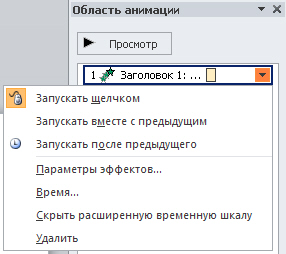 Область анимации
Просмотр
1 Заголовок 1: ...
Запускать щелчком
Запускать вместе с предыдущим
Запускать после предыдущего
Параметры эффектов...
Время...
Скрыть расширенную временную шкалу
Удалить